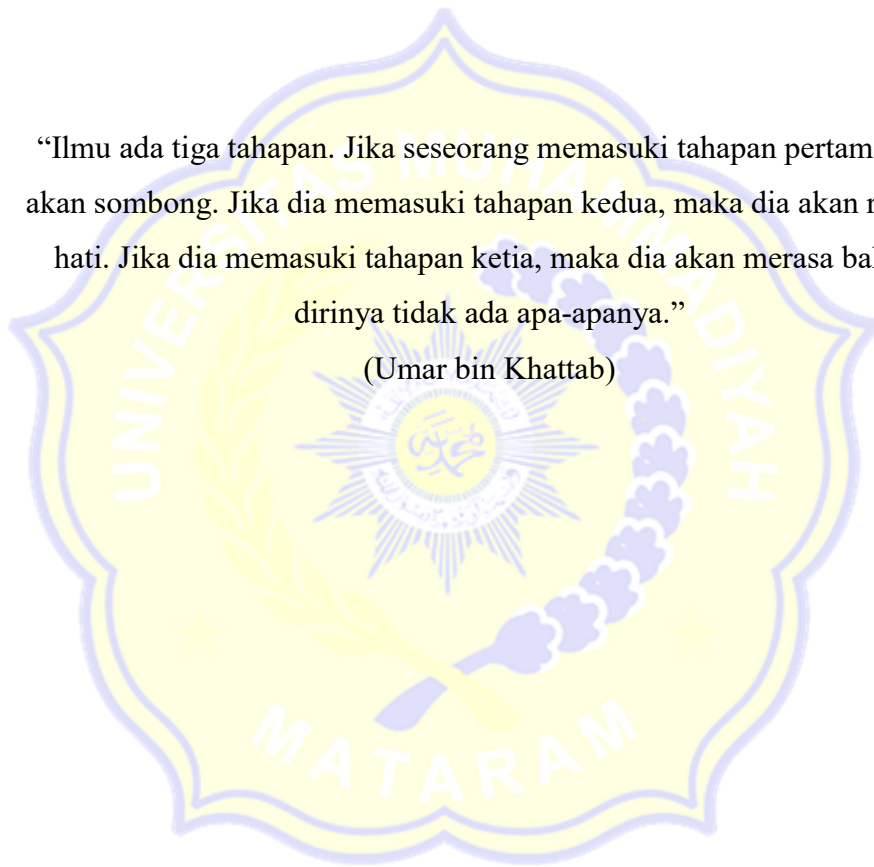 “Ilmu ada tiga tahapan. Jika seseorang memasuki tahapan pertam
akan sombong. Jika dia memasuki tahapan kedua, maka dia akan
hati. Jika dia memasuki tahapan ketia, maka dia akan merasa
dirinya tidak ada apa-apanya.”
(Umar bin Khattab)
UNIVERSITAS MUHAMMADIYAH
MATARAM